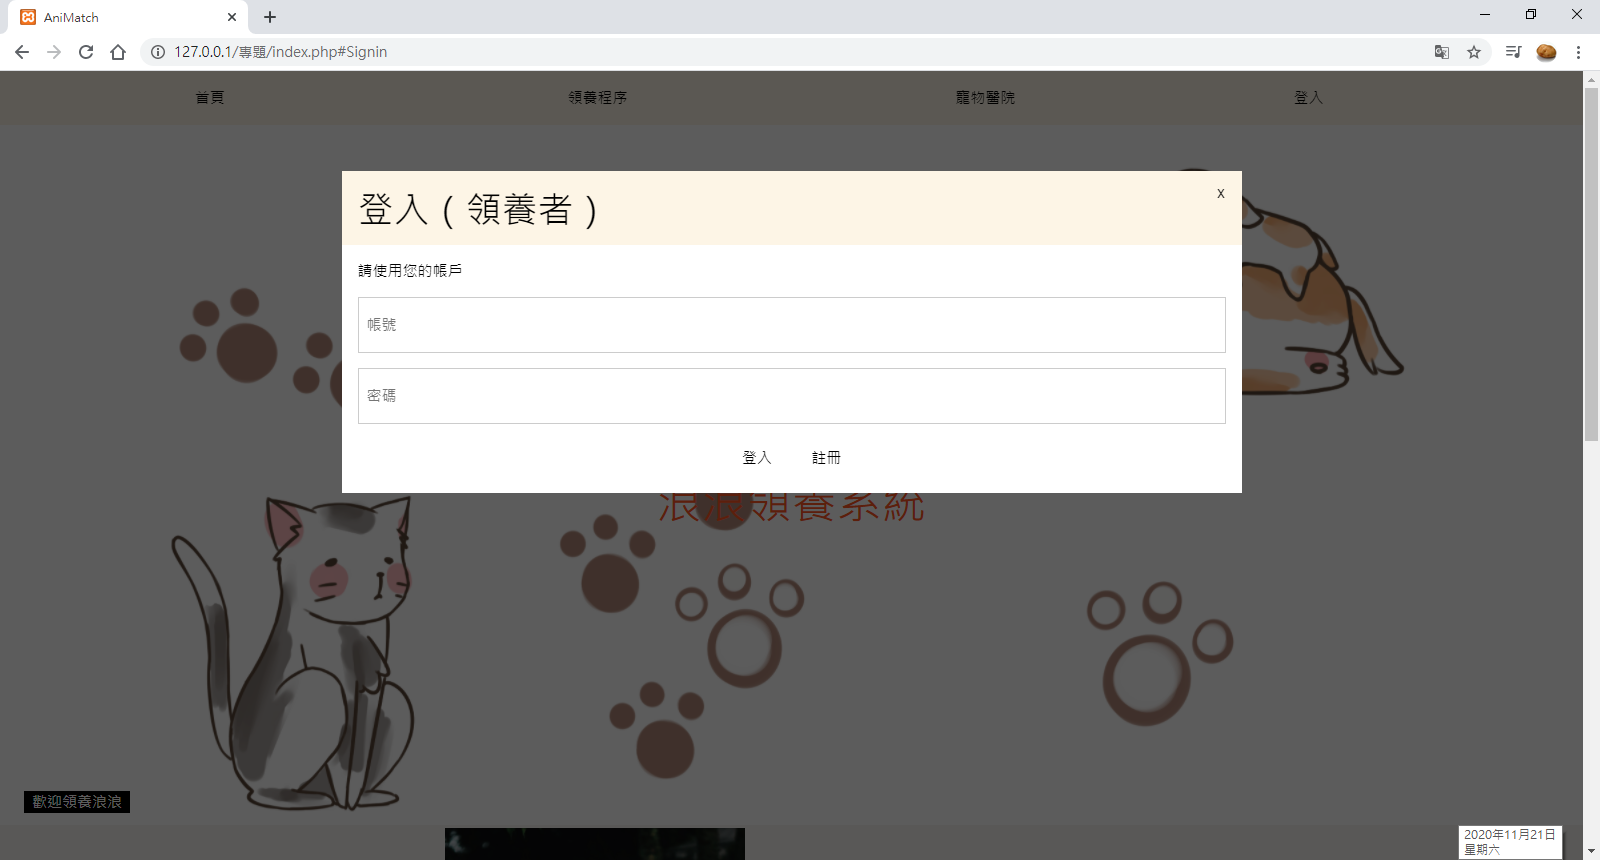 AniMatch
127.0.0.1/專題/index.php#Signin
首頁 領養程序 寵物醫院 登入
登入（領養者）
X
請使用您的帳戶
帳號
密碼
登入 註冊
浪浪領養系統
歡迎領養浪浪
2020年11月21日
星期六